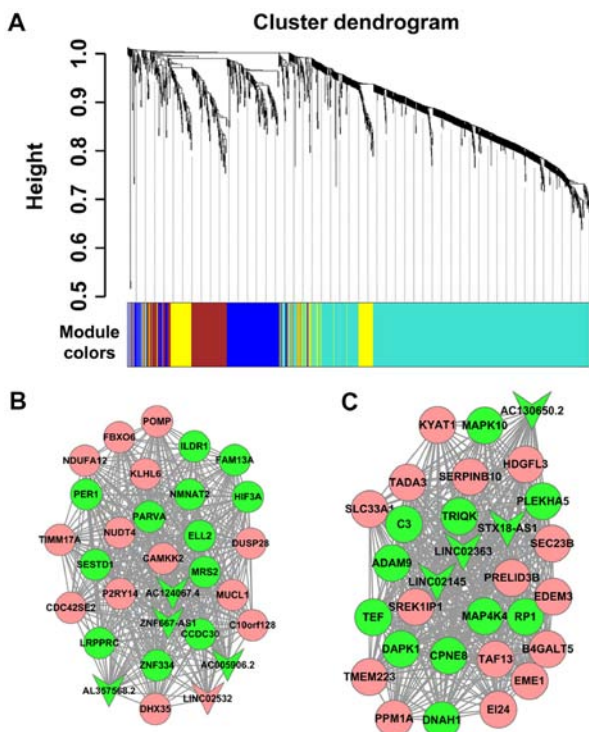 A
Cluster dendrogram
Height
1.0
0.9
0.8
0.7
0.6
0.5
Module
colors
B
POMP
FBXO6
ILDR1
NDUFA12
KLHL6
FAM13A
PER1
NMNAT2
HIF3A
PARVA
TIMM17A
NUDT4
ELL2
DUSP28
CAMKK2
SESTD1
MRS2
P2RY14
AC124067.4
MUCL1
CDC42SE2
ZNF667-AS1
C10orf128
CCDC30
LRPPRC
ZNF334
AC005906.2
AL357568.2
LINC02532
DHX35
C
AC130650.2
KYAT1
MAPK10
HDGFL3
TADA3
SERPINB10
SLC33A1
PLEKHA5
C3
TRIQK
STX18-AS1
SEC23B
LINC02363
ADAM9
LINC02145
PRELID3B
EDEM3
SREK1IP1
TEF
MAP4K4
RP1
DAPK1
CPNE8
TAF13
B4GALT5
TMEM223
EME1
EI24
PPM1A
DNAH1